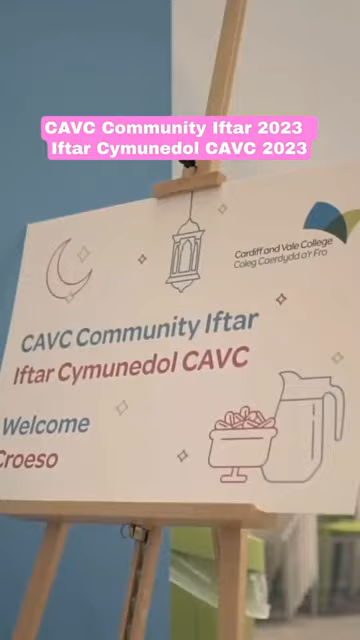 CAVC Community Iftar 2023
Iftar Cymunedol CAVC 2023
Cardiff and Vale College
Coleg Caerdydd a'r Fro
CAVC Community Iftar
Iftar Cymunedol CAVC
Welcome
Croeso